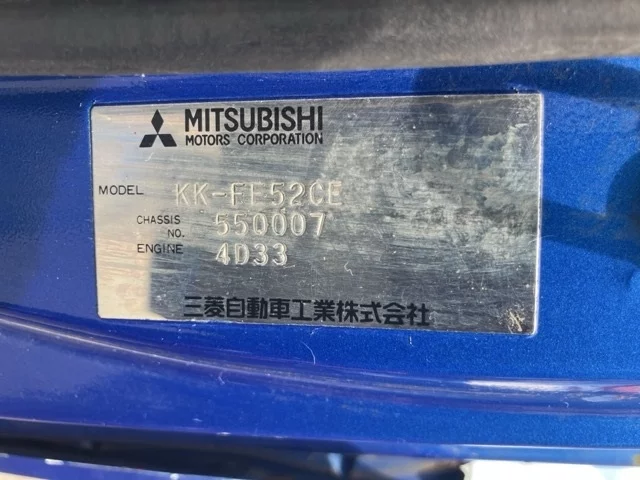 MITSUBISHI
MOTORS CORPORATION
MODEL KK-FE52CE
CHASSIS NO. 550007
ENGINE 4D33
三菱自動車工業株式会社